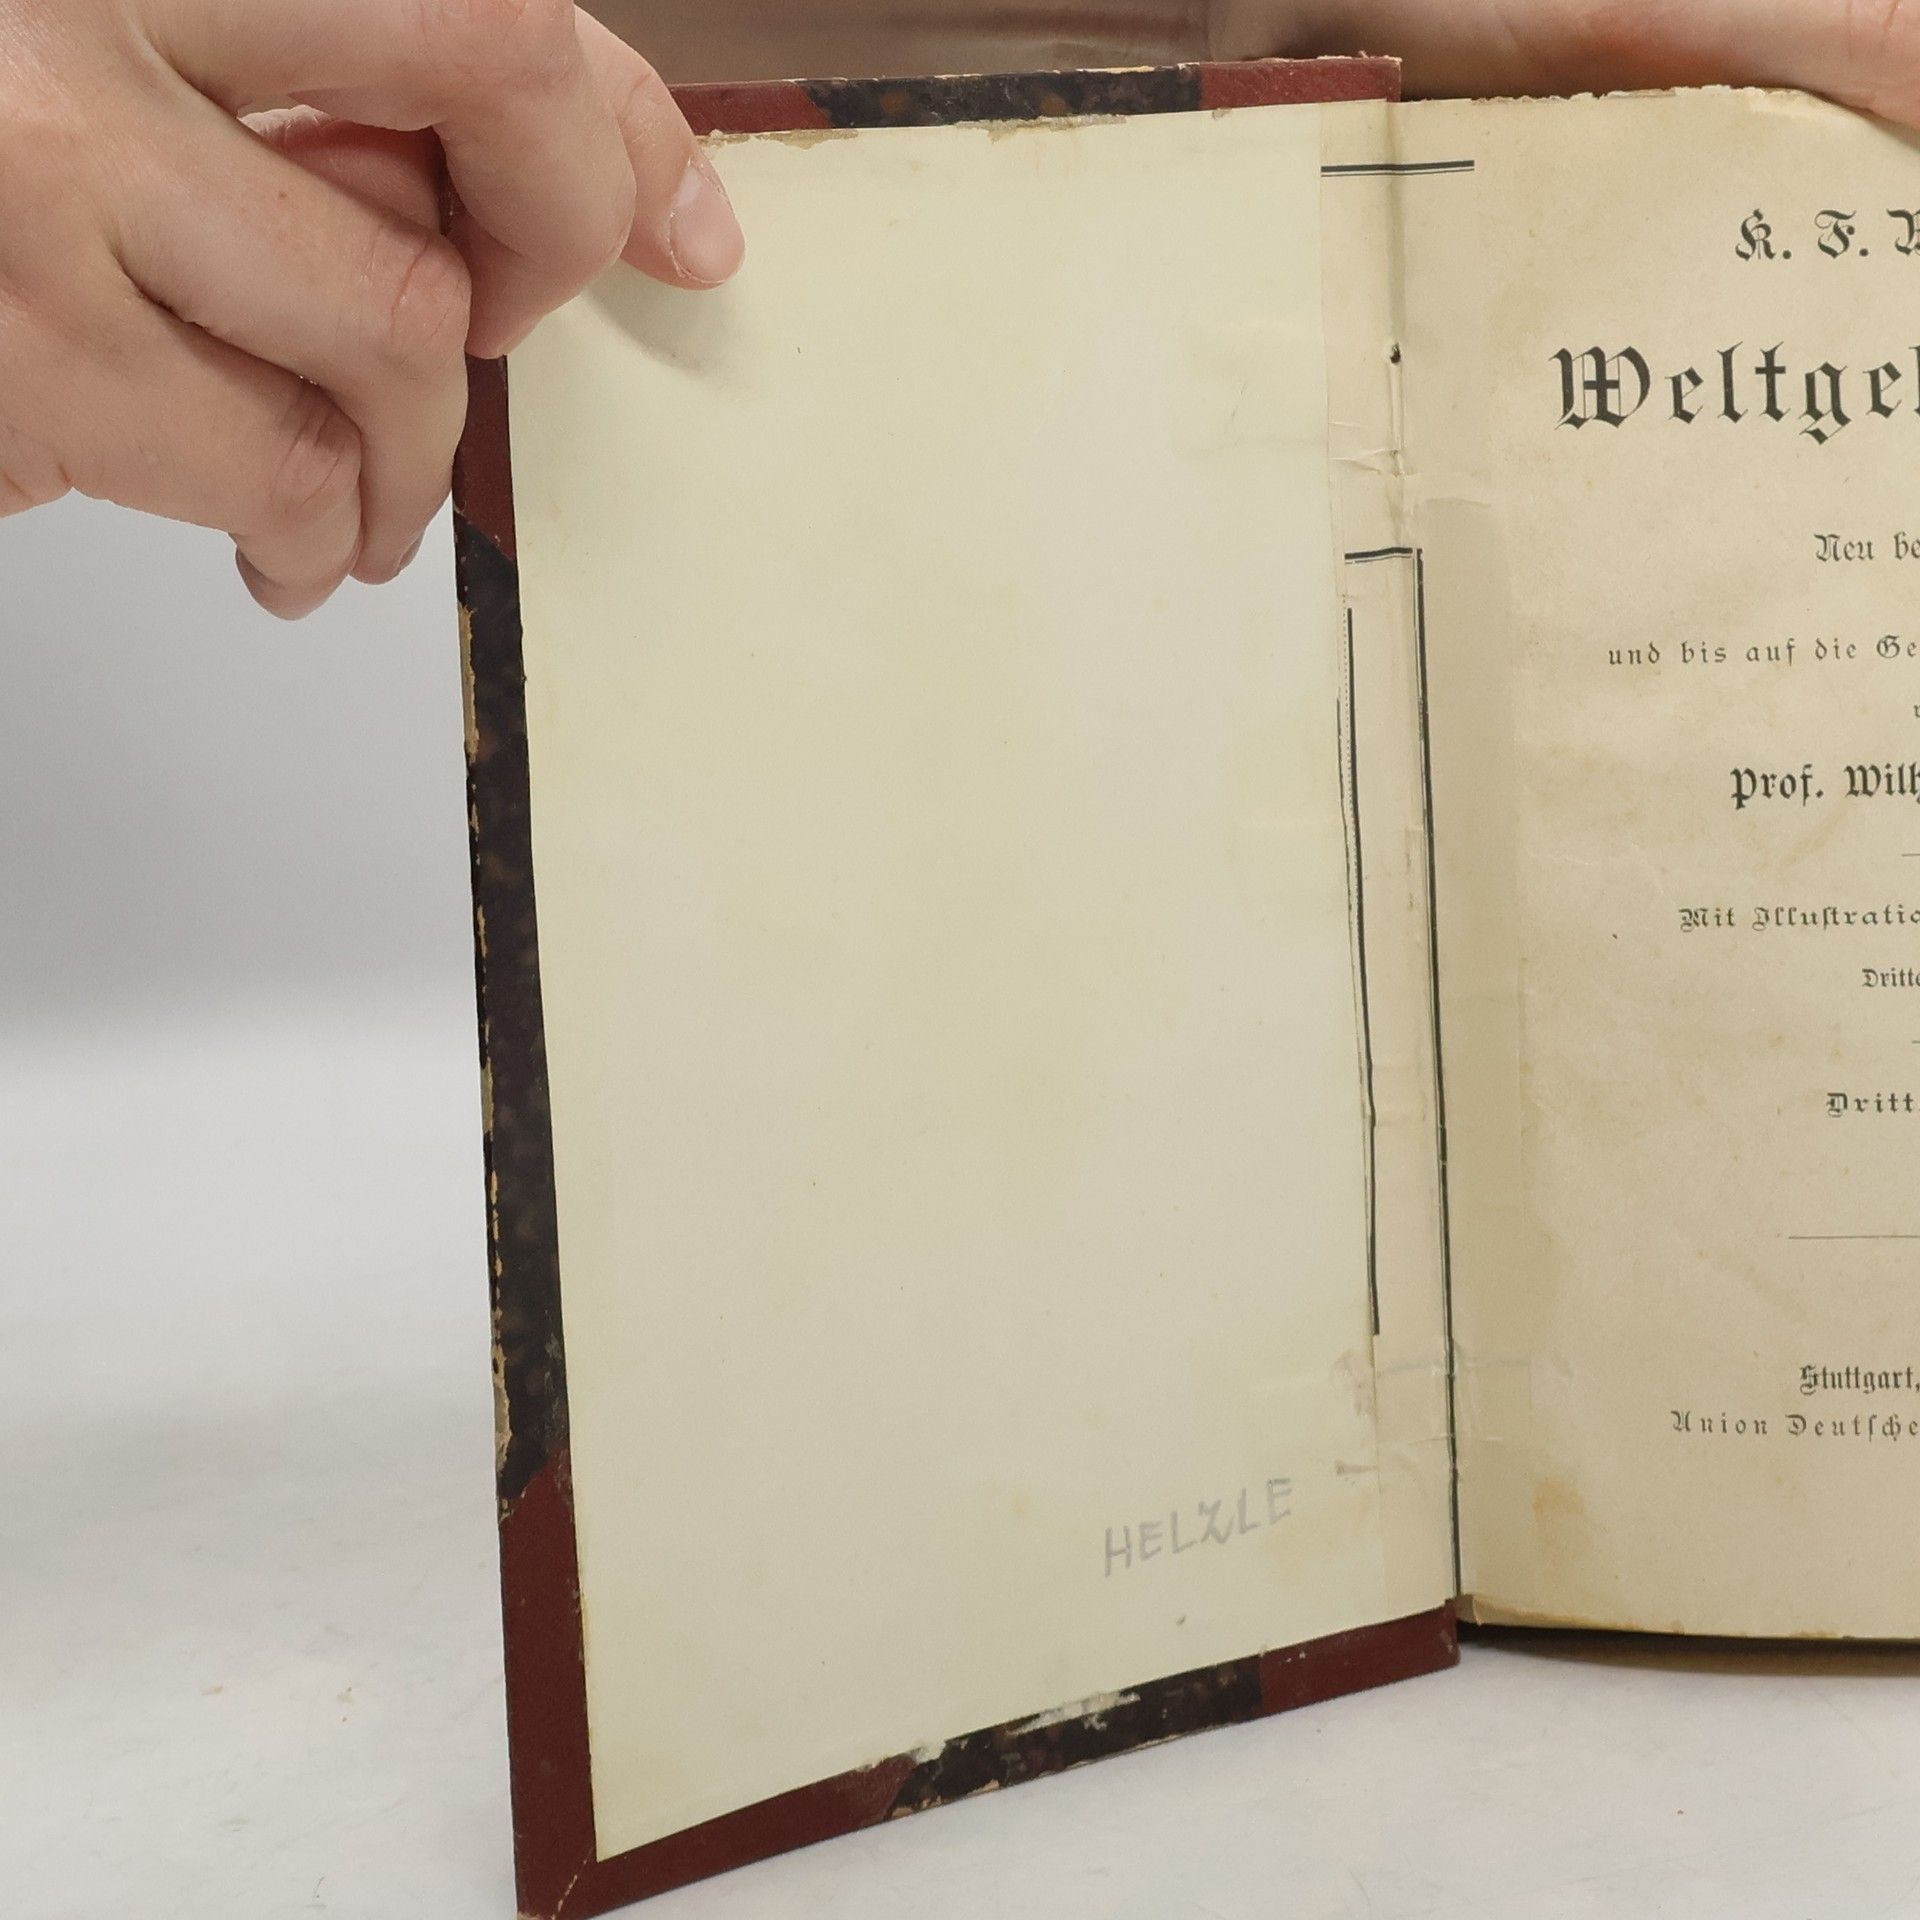 K. F.
Weltge
Neu be
und bis auf die Ge
Prof. Wilh
Mit Illustratio
Dritte
Dritt
Stuttgart,
Union Deutsche
HELZLE